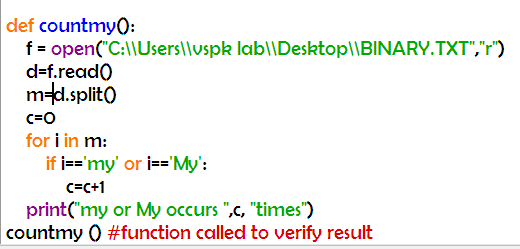 def countmy():
    f = open("C:\\Users\\vspk lab\\Desktop\\BINARY.TXT","r")
    d=f.read()
    m=d.split()
    c=0
    for i in m:
        if i=='my' or i=='My':
            c=c+1
    print("my or My occurs ",c, "times")
countmy () #function called to verify result